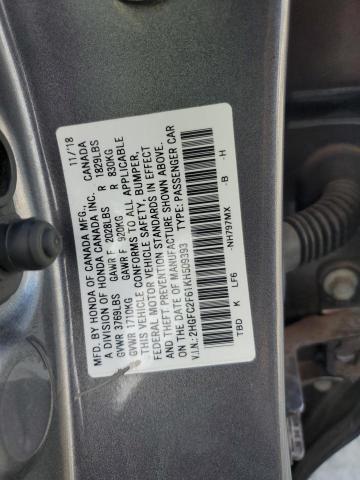 MFD. BY HONDA OF CANADA MFG., CANADA 11/'18
A DIVISION OF HONDA CANADA INC.
GVWR 3769LBS GAWR F 2028LBS R 1829LBS
GVWR 1710KG GAWR F 920KG R 830KG
THIS VEHICLE CONFORMS TO ALL APPLICABLE
FEDERAL MOTOR VEHICLE SAFETY, BUMPER,
AND THEFT PREVENTION STANDARDS IN EFFECT
ON THE DATE OF MANUFACTURE SHOWN ABOVE.
V.I.N.: 2HGFC2F61KH509393 TYPE: PASSENGER CAR
TBD K LF6 -NH797MX -B -H